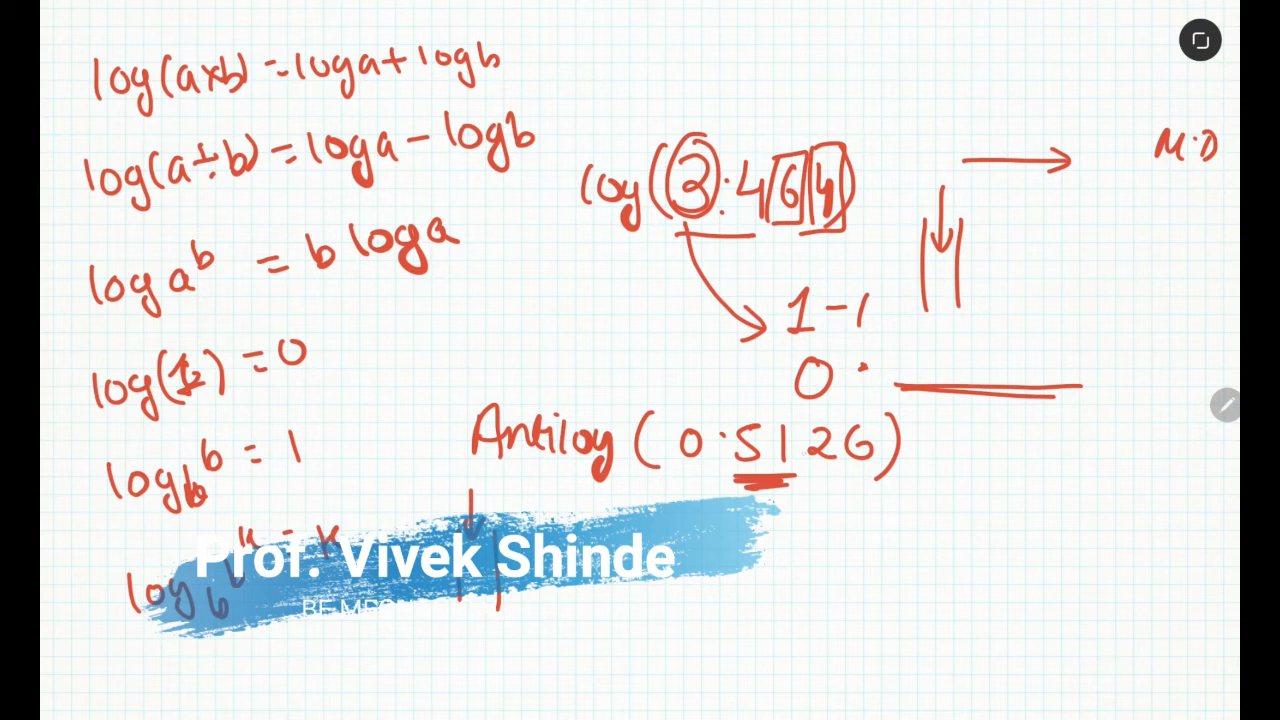 log(a×b) = loga + logb
log(a÷b) = loga - logb
log a^b = b loga
log(1) = 0
log_b b = 1
log_b b^x = x
log(3.464)
M.D
1-1
0.
Antilog (0.5126)
Prof. Vivek Shinde